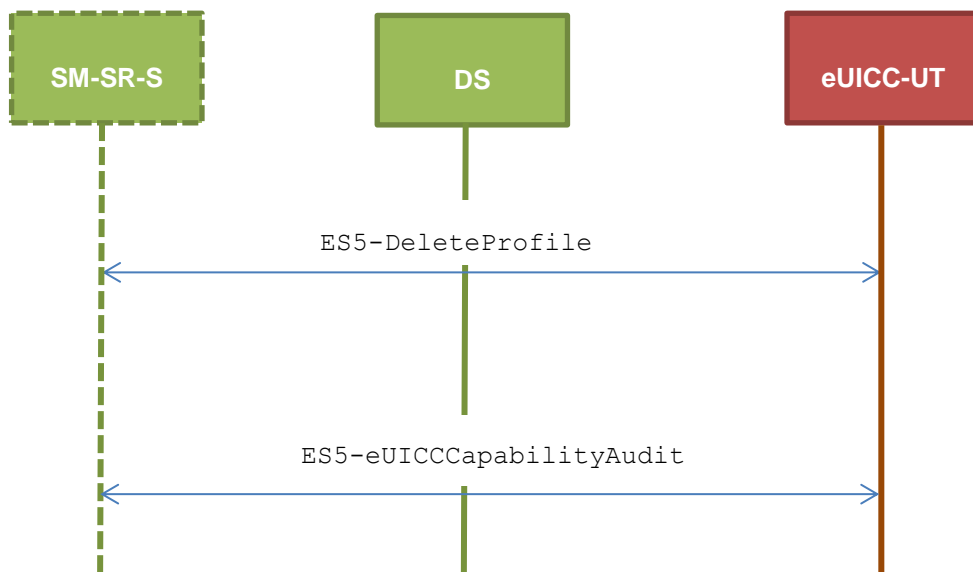 SM-SR-S
DS
eUICC-UT
ES5-DeleteProfile
ES5-eUICCCapabilityAudit